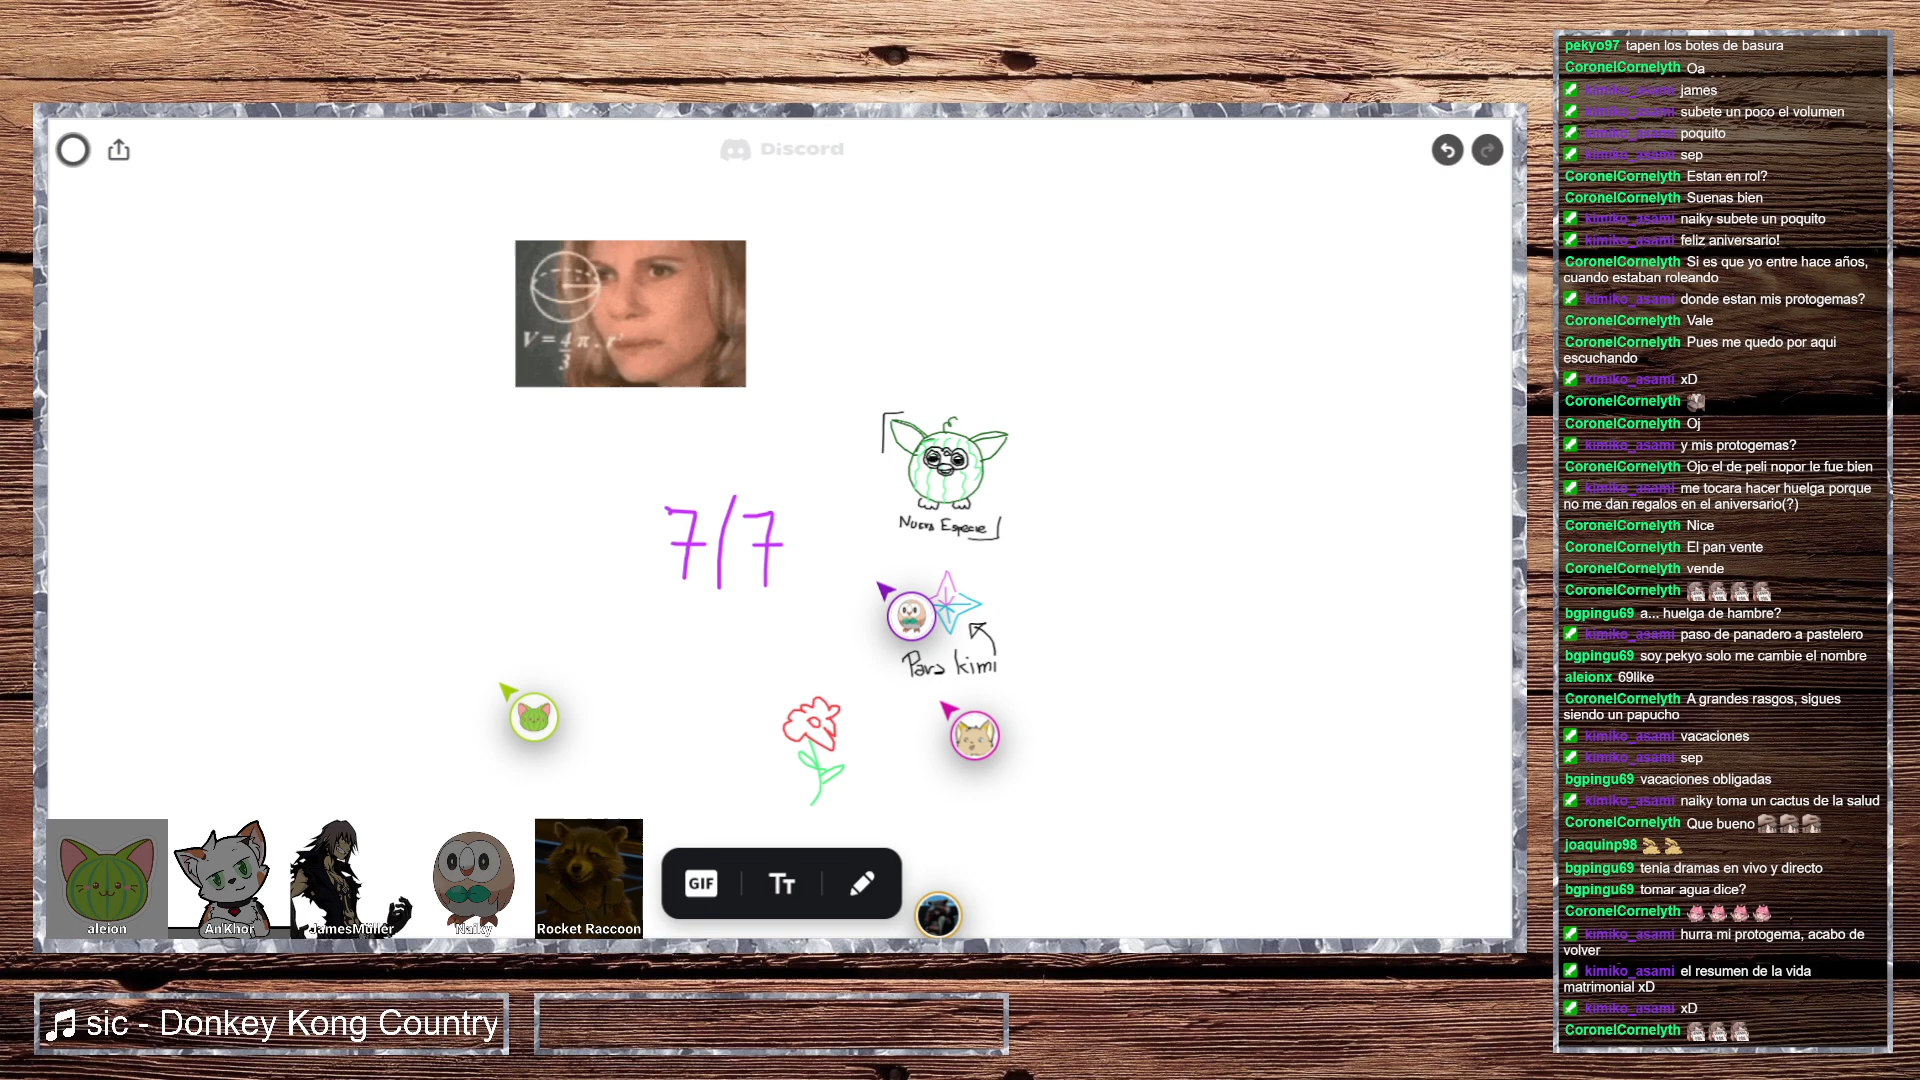 Discord
V = 4/3 π . r³
Nueva Especie
7/7
Para kimi
aleion
An'Khor
JamesMüller
Naiky
Rocket Raccoon
GIF
TT
sic - Donkey Kong Country
pekyo97 tapen los botes de basura
CoronelCornelyth Oa
kimiko_asami james
kimiko_asami subete un poco el volumen
kimiko_asami poquito
kimiko_asami sep
CoronelCornelyth Estan en rol?
CoronelCornelyth Suenas bien
kimiko_asami naiky subete un poquito
kimiko_asami feliz aniversario!
CoronelCornelyth Si es que yo entre hace años,
cuando estaban roleando
kimiko_asami donde estan mis protogemas?
CoronelCornelyth Vale
CoronelCornelyth Pues me quedo por aqui
escuchando
kimiko_asami xD
CoronelCornelyth
CoronelCornelyth Oj
kimiko_asami y mis protogemas?
CoronelCornelyth Ojo el de peli nopor le fue bien
kimiko_asami me tocara hacer huelga porque
no me dan regalos en el aniversario(?)
CoronelCornelyth Nice
CoronelCornelyth El pan vente
CoronelCornelyth vende
CoronelCornelyth
bgpingu69 a... huelga de hambre?
kimiko_asami paso de panadero a pastelero
bgpingu69 soy pekyo solo me cambie el nombre
aleionx 69like
CoronelCornelyth A grandes rasgos, sigues
siendo un papucho
kimiko_asami vacaciones
kimiko_asami sep
bgpingu69 vacaciones obligadas
kimiko_asami naiky toma un cactus de la salud
CoronelCornelyth Que bueno
joaquinp98
bgpingu69 tenia dramas en vivo y directo
bgpingu69 tomar agua dice?
CoronelCornelyth
kimiko_asami hurra mi protogema, acabo de
volver
kimiko_asami el resumen de la vida
matrimonial xD
kimiko_asami xD
CoronelCornelyth